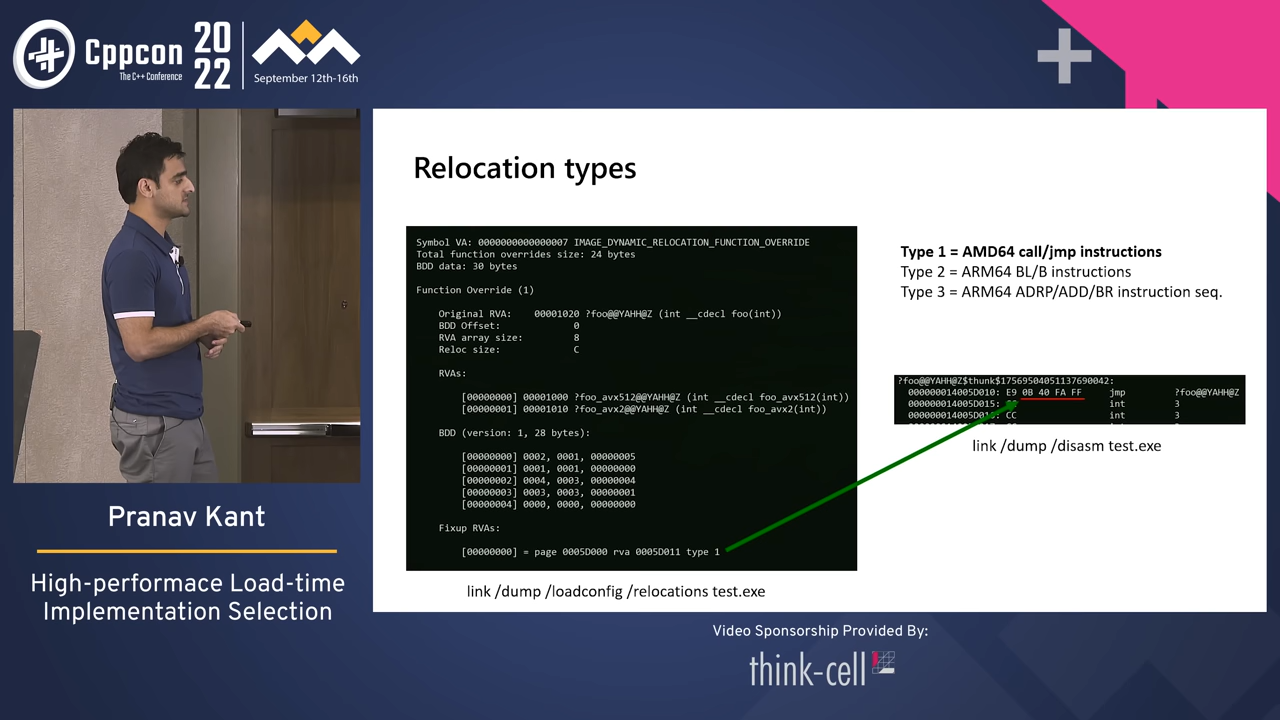 Cppcon
The C++ Conference
20
22
September 12th-16th
Relocation types
Symbol VA: 0000000000000007 IMAGE_DYNAMIC_RELOCATION_FUNCTION_OVERRIDE
Total function overrides size: 24 bytes
BDD data: 30 bytes
Function Override (1)
Original RVA: 00001020 ?foo@@YAHH@Z (int __cdecl foo(int))
BDD Offset: 0
RVA array size: 8
Reloc size: C
RVAs:
[00000000] 00001000 ?foo_avx512@@YAHH@Z (int __cdecl foo_avx512(int))
[00000001] 00001010 ?foo_avx2@@YAHH@Z (int __cdecl foo_avx2(int))
BDD (version: 1, 28 bytes):
[00000000] 0002, 0001, 00000005
[00000001] 0001, 0001, 00000000
[00000002] 0004, 0003, 00000004
[00000003] 0003, 0003, 00000001
[00000004] 0000, 0000, 00000000
Fixup RVAs:
[00000000] = page 0005D000 rva 0005D011 type 1
link /dump /loadconfig /relocations test.exe
Type 1 = AMD64 call/jmp instructions
Type 2 = ARM64 BL/B instructions
Type 3 = ARM64 ADRP/ADD/BR instruction seq.
?foo@@YAHH@Z$thunk$17569504051137690042:
000000014005D010: E9 0B 40 FA FF jmp ?foo@@YAHH@Z
000000014005D015: int 3
CC int 3
link /dump /disasm test.exe
Pranav Kant
High-performace Load-time
Implementation Selection
Video Sponsorship Provided By:
think-cell